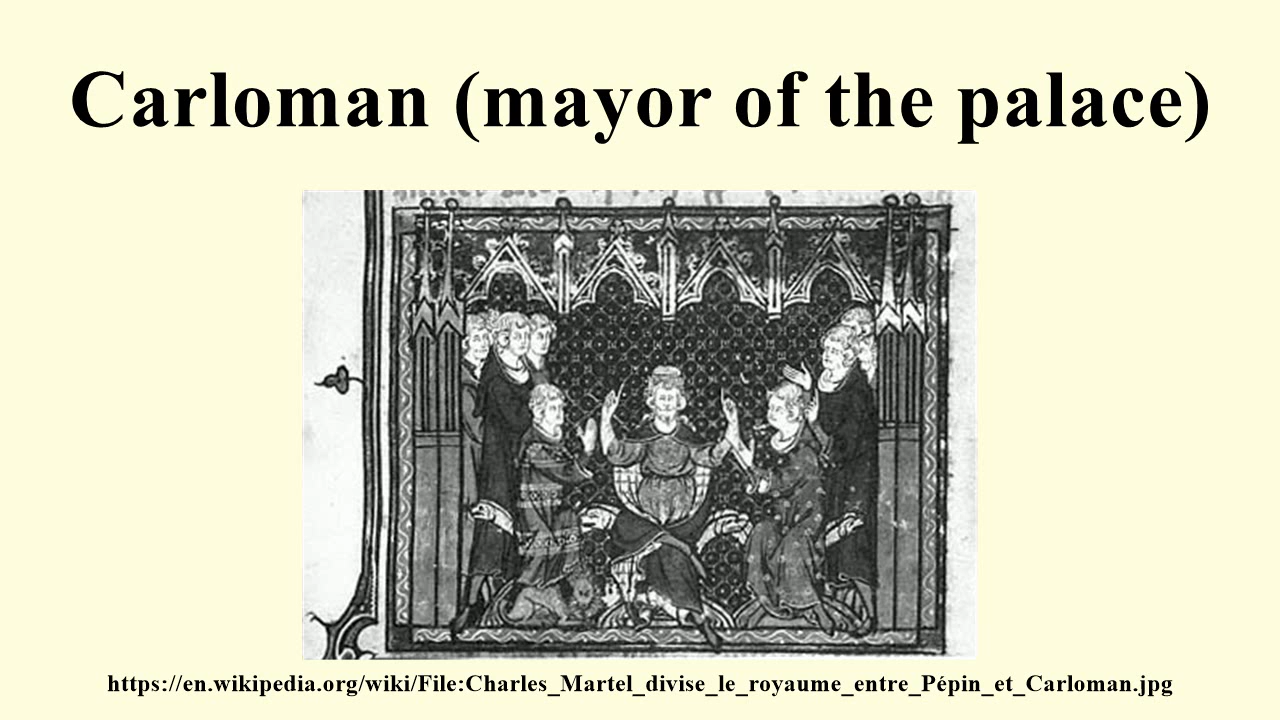 Carloman (mayor of the palace)
https://en.wikipedia.org/wiki/File:Charles_Martel_divise_le_royaume_entre_Pépin_et_Carloman.jpg